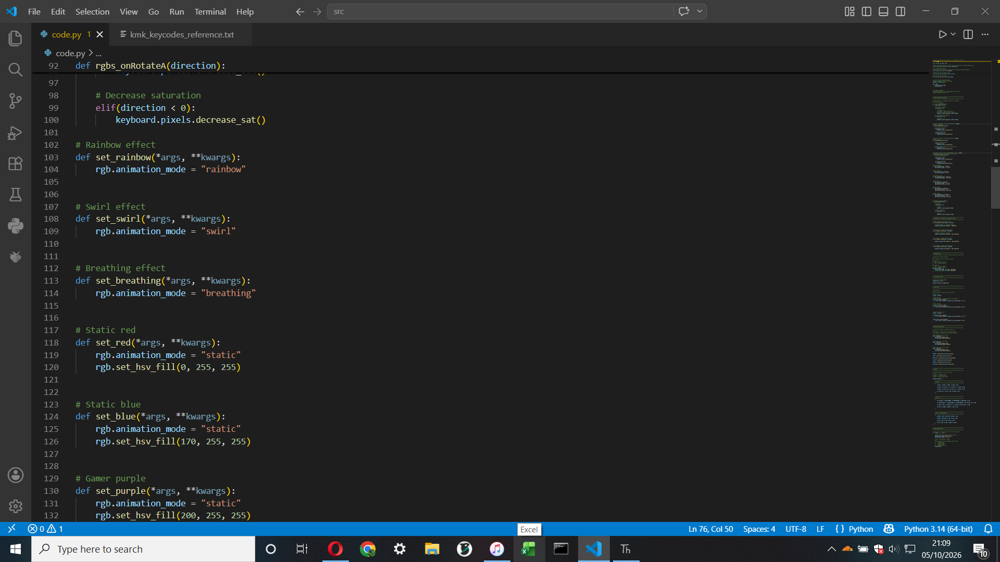 File Edit Selection View Go Run Terminal Help
src
code.py 1
kmk_keycodes_reference.txt
code.py > ...
92 def rgbs_onRotateA(direction):
97
98 # Decrease saturation
99 elif(direction < 0):
100 keyboard.pixels.decrease_sat()
101
102 # Rainbow effect
103 def set_rainbow(*args, **kwargs):
104 rgb.animation_mode = "rainbow"
105
106
107 # Swirl effect
108 def set_swirl(*args, **kwargs):
109 rgb.animation_mode = "swirl"
110
111
112 # Breathing effect
113 def set_breathing(*args, **kwargs):
114 rgb.animation_mode = "breathing"
115
116
117 # Static red
118 def set_red(*args, **kwargs):
119 rgb.animation_mode = "static"
120 rgb.set_hsv_fill(0, 255, 255)
121
122
123 # Static blue
124 def set_blue(*args, **kwargs):
125 rgb.animation_mode = "static"
126 rgb.set_hsv_fill(170, 255, 255)
127
128
129 # Gamer purple
130 def set_purple(*args, **kwargs):
131 rgb.animation_mode = "static"
132 rgb.set_hsv_fill(200, 255, 255)
0 1
Excel
Ln 76, Col 50 Spaces: 4 UTF-8 LF { } Python Python 3.14 (64-bit)
Type here to search
Th
21:09
05/10/2026
10